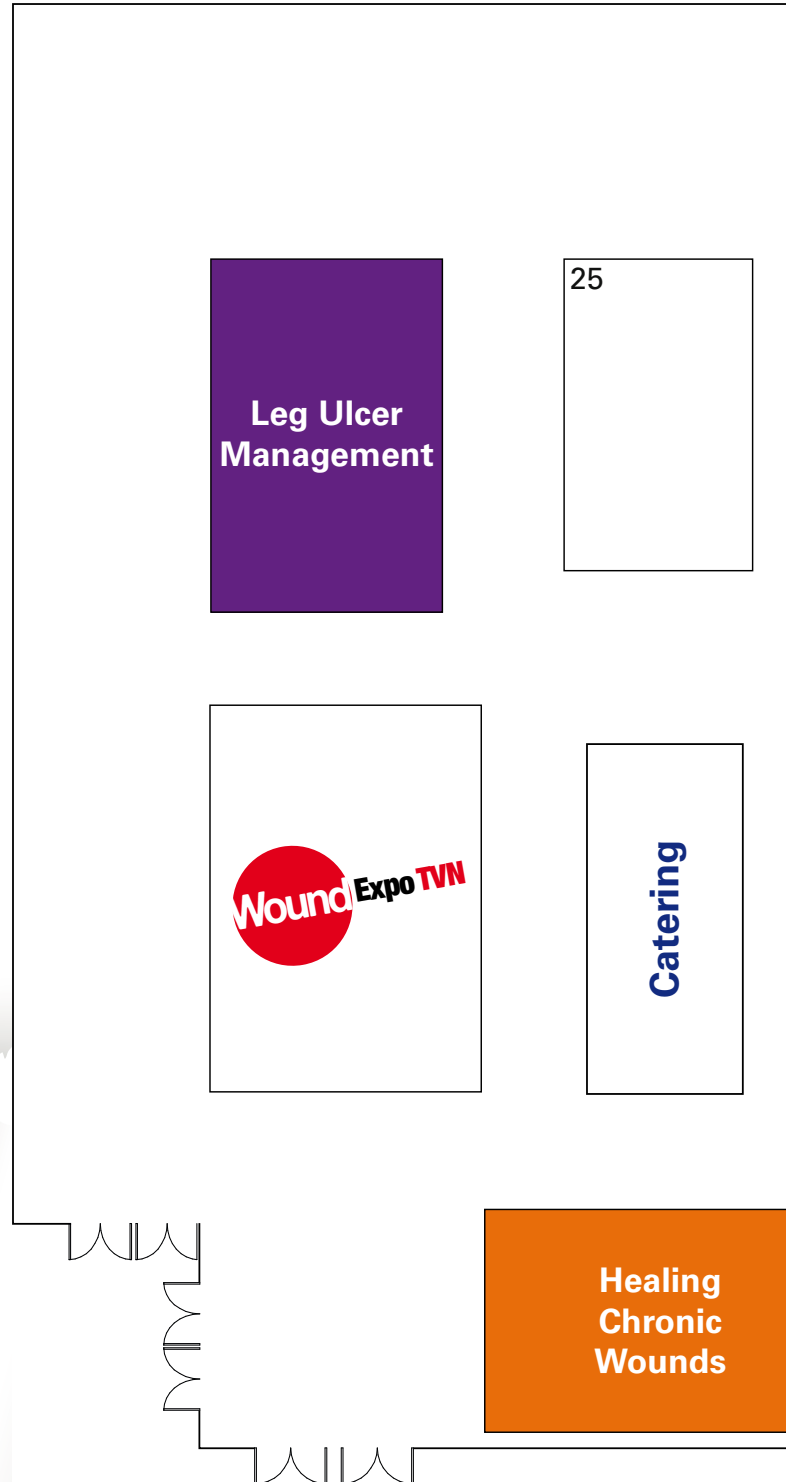 25
Leg Ulcer
Management
Wound Expo TVN
Catering
Healing
Chronic
Wounds